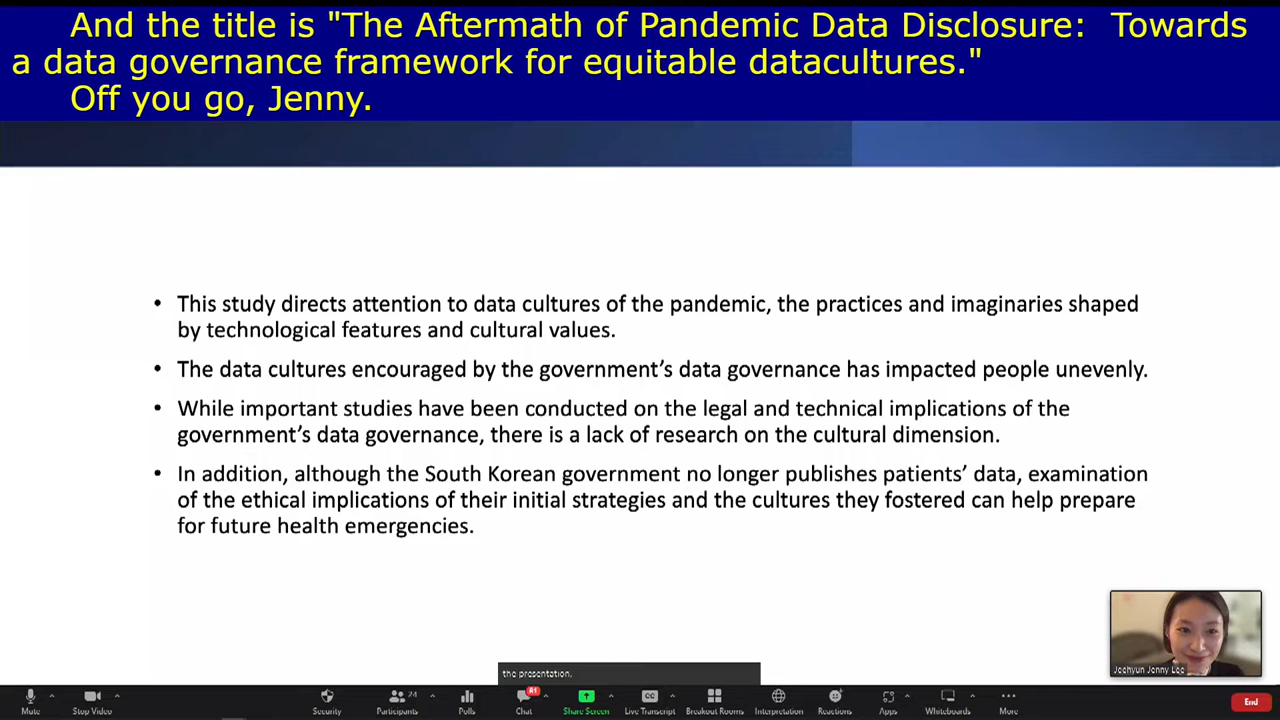 And the title is "The Aftermath of Pandemic Data Disclosure: Towards
a data governance framework for equitable datacultures."
Off you go, Jenny.
• This study directs attention to data cultures of the pandemic, the practices and imaginaries shaped
by technological features and cultural values.
• The data cultures encouraged by the government's data governance has impacted people unevenly.
• While important studies have been conducted on the legal and technical implications of the
government's data governance, there is a lack of research on the cultural dimension.
• In addition, although the South Korean government no longer publishes patients' data, examination
of the ethical implications of their initial strategies and the cultures they fostered can help prepare
for future health emergencies.
Jeehyun Jenny Lee
the presentation.
Mute Stop Video Security Participants 24 Polls Chat 81 Share Screen Live Transcript Breakout Rooms Interpretation Reactions Apps Whiteboards More End